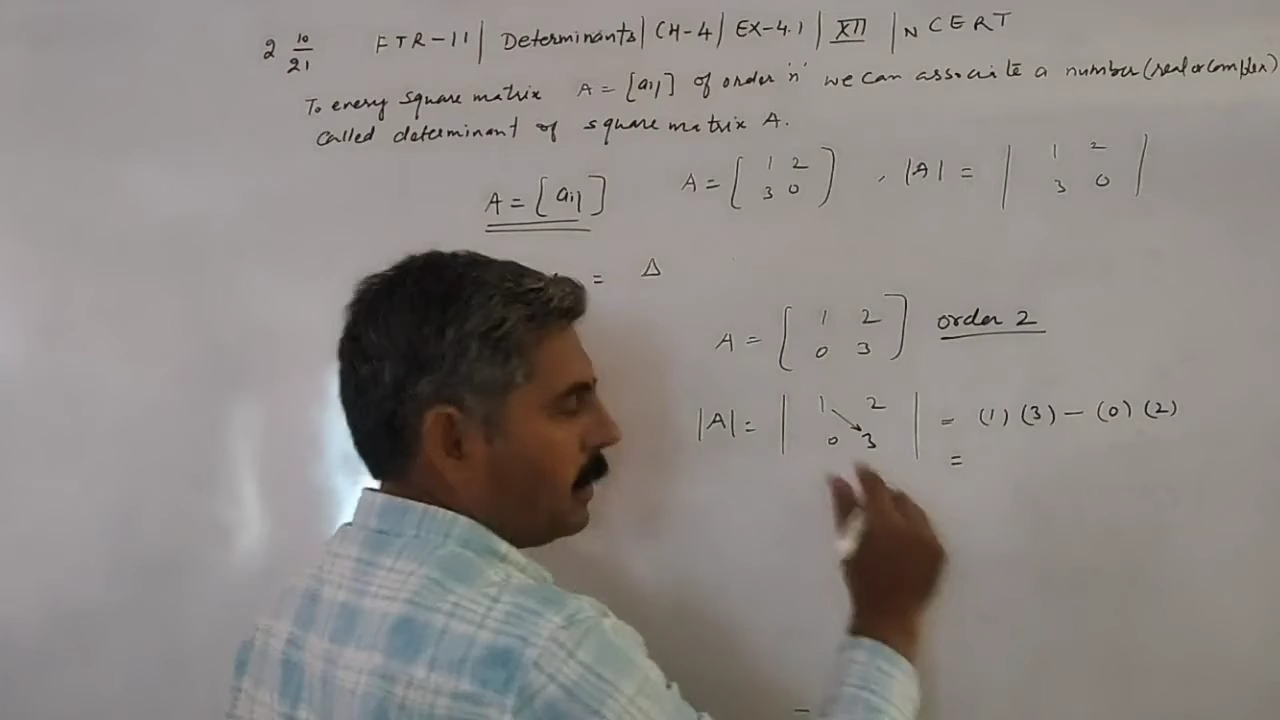 2 10/21 FTR-11 | Determinants | CH-4 | EX-4.1 | XII | NCERT
To every square matrix A = [aij] of order 'n' we can associate a number (real or complex)
called determinant of square matrix A.
A = [aij] A = [1 2 , |A| = | 1 2 |
3 0] 3 0
= Δ
A = [1 2 order 2
0 3]
|A| = | 1 2 | = (1) (3) - (0) (2)
0 3
=